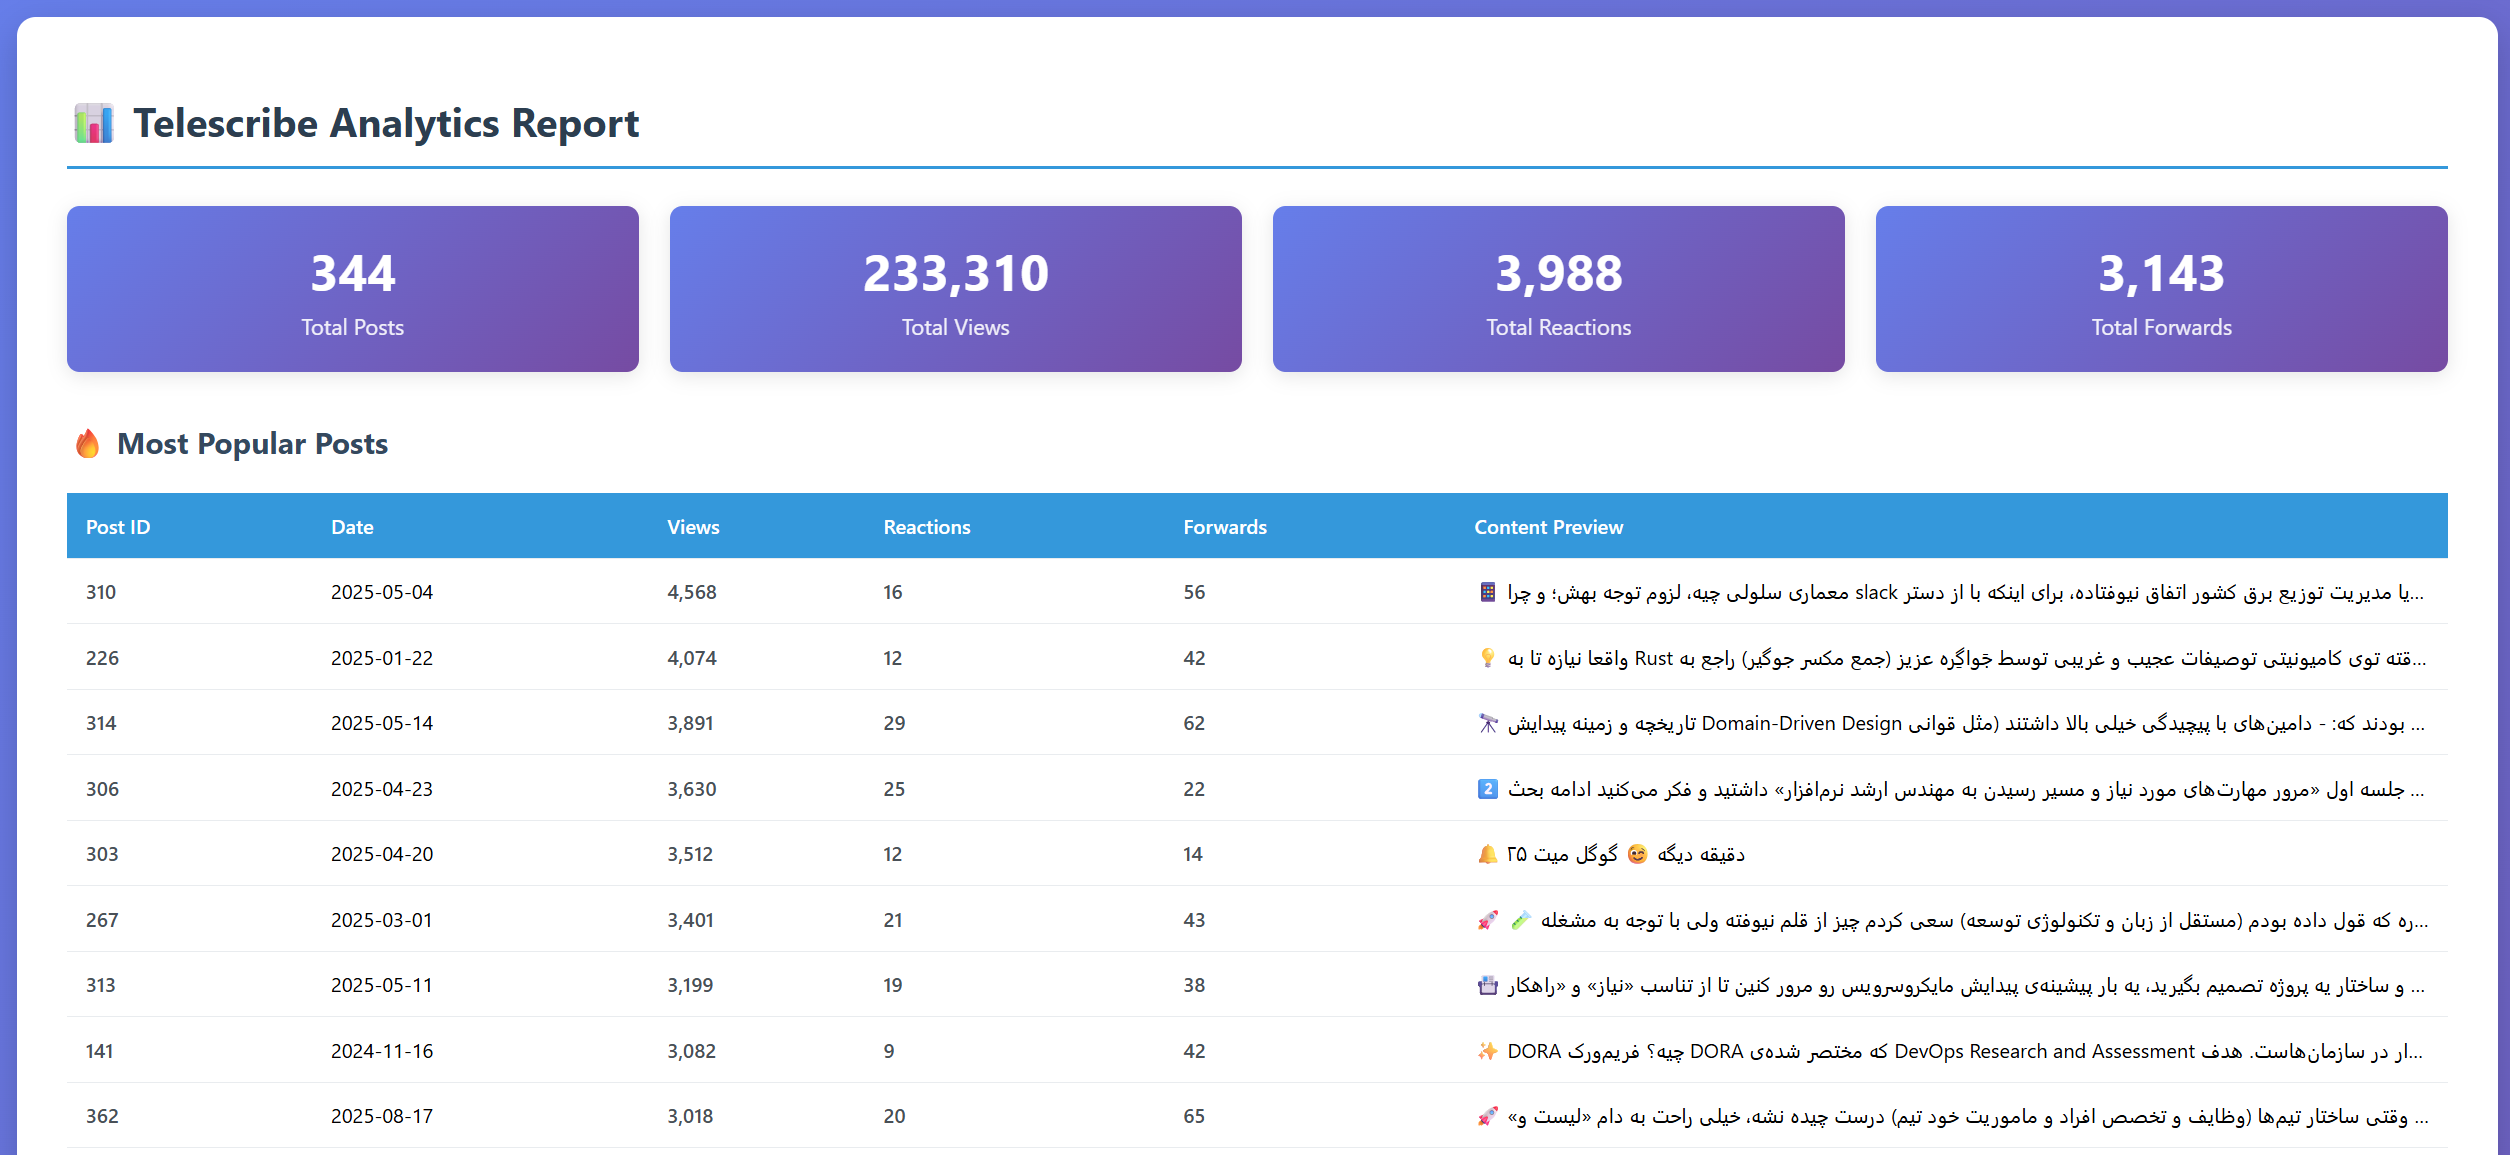 📊 Telescribe Analytics Report
344
Total Posts
233,310
Total Views
3,988
Total Reactions
3,143
Total Forwards
🔥 Most Popular Posts
Post ID Date Views Reactions Forwards Content Preview
310 2025-05-04 4,568 16 56 📱 معماری سلولی چیه، لزوم توجه بهش؛ و چرا slack یا مدیریت توزیع برق کشور اتفاق نیوفتاده، برای اینکه با از دستر...
226 2025-01-22 4,074 12 42 💡 واقعا نیازه تا به Rust قته توی کامیونیتی توصیفات عجیب و غریبی توسط جَواگِره عزیز (جمع مکسر جوگیر) راجع به...
314 2025-05-14 3,891 29 62 🔭 تاریخچه و زمینه پیدایش Domain-Driven Design بودند که: - دامین‌های با پیچیدگی خیلی بالا داشتند (مثل قوانی ...
306 2025-04-23 3,630 25 22 2️⃣ جلسه اول «مرور مهارت‌های مورد نیاز و مسیر رسیدن به مهندس ارشد نرم‌افزار» داشتید و فکر می‌کنید ادامه بحث ...
303 2025-04-20 3,512 12 14 🔔 ۲۵ دقیقه دیگه 😉 گوگل میت
267 2025-03-01 3,401 21 43 🚀 🧪 ره که قول داده بودم (مستقل از زبان و تکنولوژی توسعه) سعی کردم چیز از قلم نیوفته ولی با توجه به مشغله...
313 2025-05-11 3,199 19 38 📠 و ساختار یه پروژه تصمیم بگیرید، یه بار پیشینه‌ی پیدایش مایکروسرویس رو مرور کنین تا از تناسب «نیاز» و «راهکار ...
141 2024-11-16 3,082 9 42 ✨ DORA چیه؟ فریم‌ورک DORA که مختصر شده‌ی DevOps Research and Assessment ار در سازمان‌هاست. هدف...
362 2025-08-17 3,018 20 65 🚀 وقتی ساختار تیم‌ها (وظایف و تخصص افراد و ماموریت خود تیم) درست چیده نشه، خیلی راحت به دام «لیست و» ...